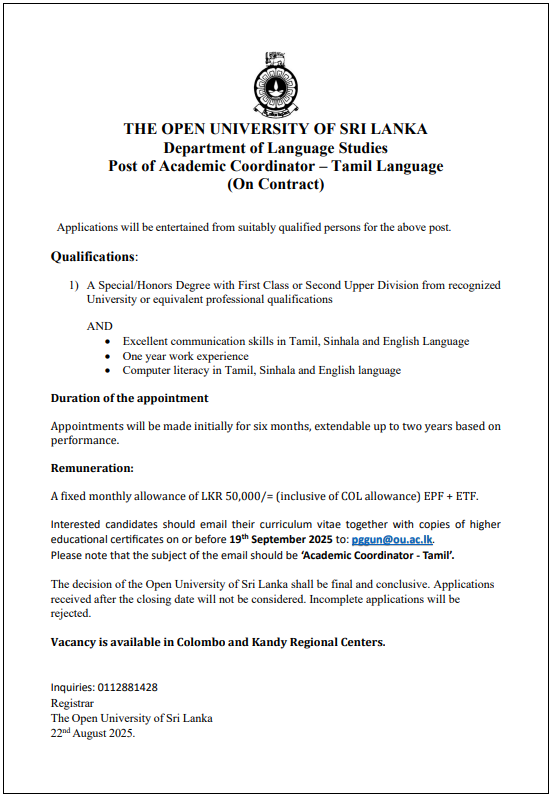 THE OPEN UNIVERSITY OF SRI LANKA
Department of Language Studies
Post of Academic Coordinator – Tamil Language
(On Contract)
Applications will be entertained from suitably qualified persons for the above post.
Qualifications:
1) A Special/Honors Degree with First Class or Second Upper Division from recognized
University or equivalent professional qualifications
AND
• Excellent communication skills in Tamil, Sinhala and English Language
• One year work experience
• Computer literacy in Tamil, Sinhala and English language
Duration of the appointment
Appointments will be made initially for six months, extendable up to two years based on
performance.
Remuneration:
A fixed monthly allowance of LKR 50,000/= (inclusive of COL allowance) EPF + ETF.
Interested candidates should email their curriculum vitae together with copies of higher
educational certificates on or before 19th September 2025 to: pggun@ou.ac.lk.
Please note that the subject of the email should be ‘Academic Coordinator - Tamil’.
The decision of the Open University of Sri Lanka shall be final and conclusive. Applications
received after the closing date will not be considered. Incomplete applications will be
rejected.
Vacancy is available in Colombo and Kandy Regional Centers.
Inquiries: 0112881428
Registrar
The Open University of Sri Lanka
22nd August 2025.